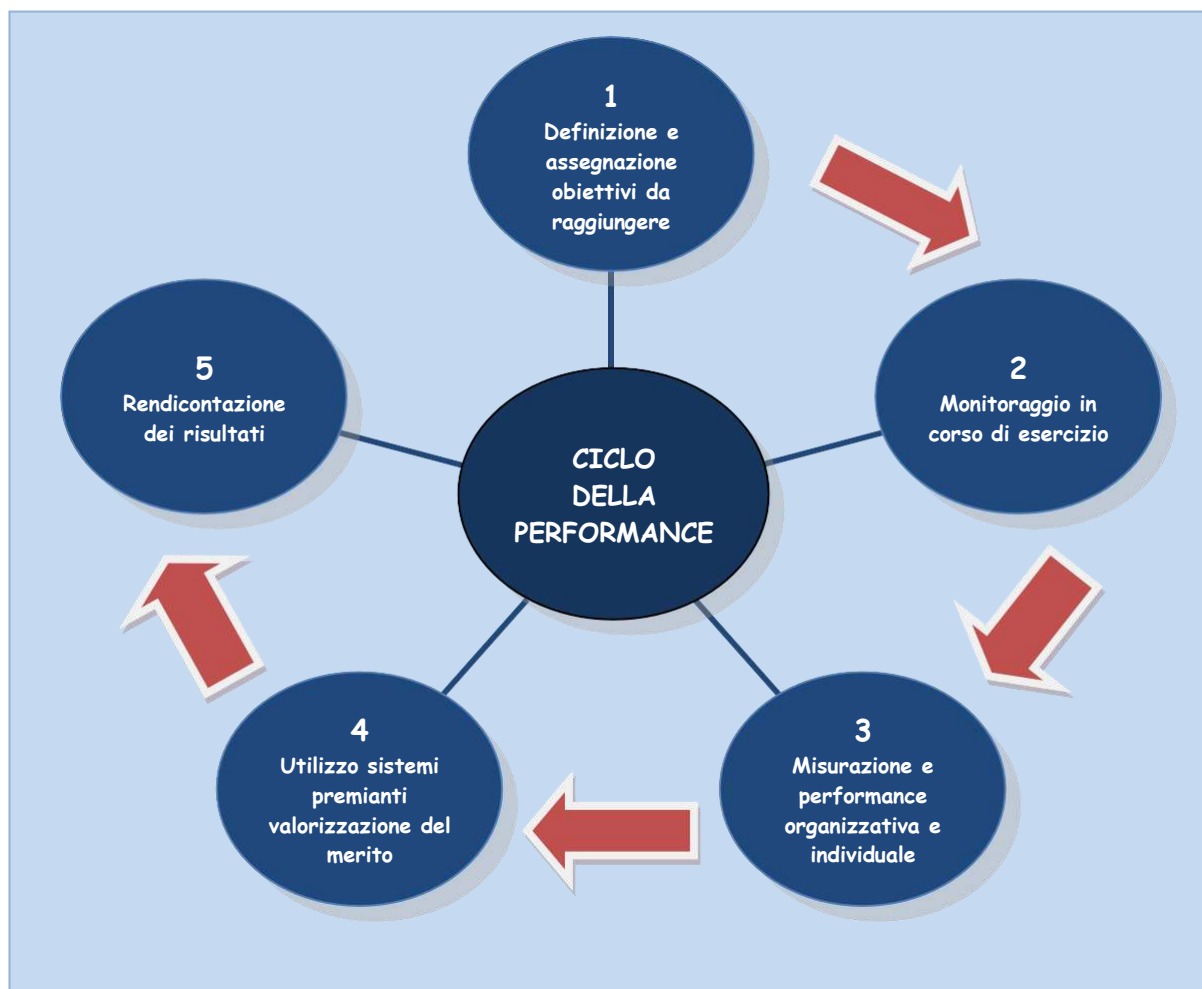 1
Definizione e
assegnazione
obiettivi da
raggiungere
2
Monitoraggio in
corso di esercizio
3
Misurazione e
performance
organizzativa e
individuale
4
Utilizzo sistemi
premianti
valorizzazione del
merito
5
Rendicontazione
dei risultati
CICLO
DELLA
PERFORMANCE